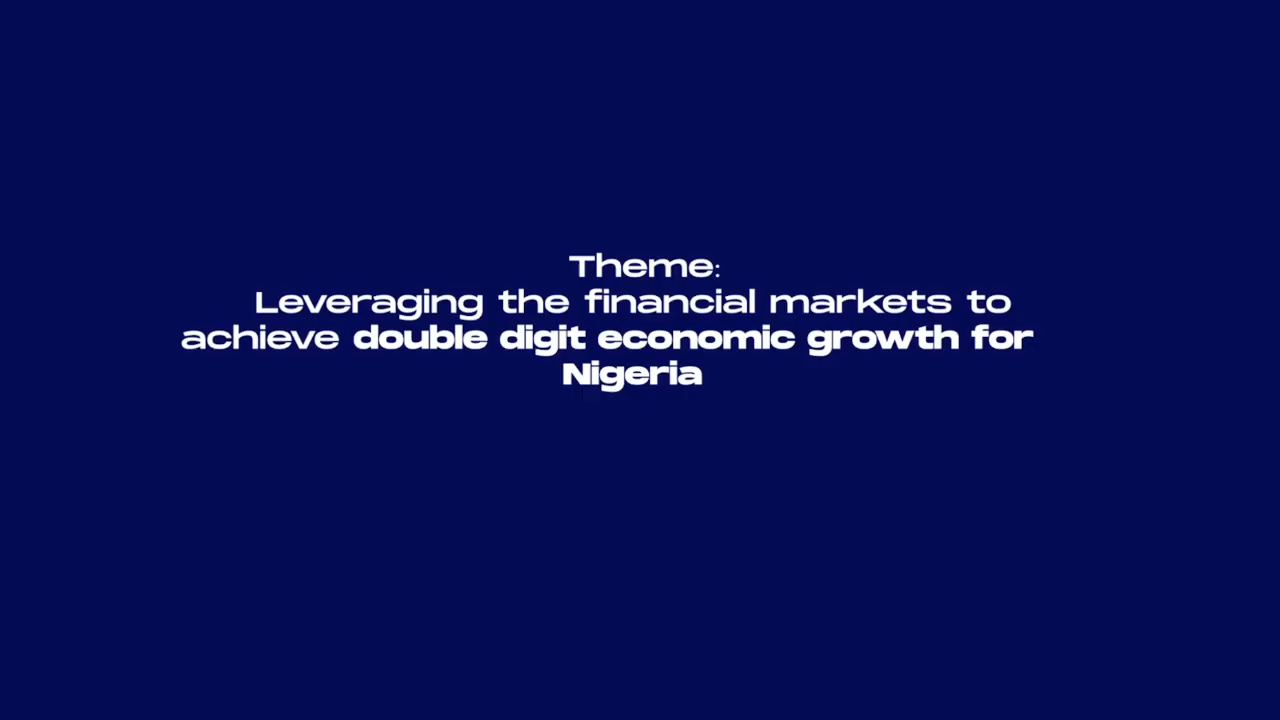 Theme:
Leveraging the financial markets to
achieve double digit economic growth for
Nigeria